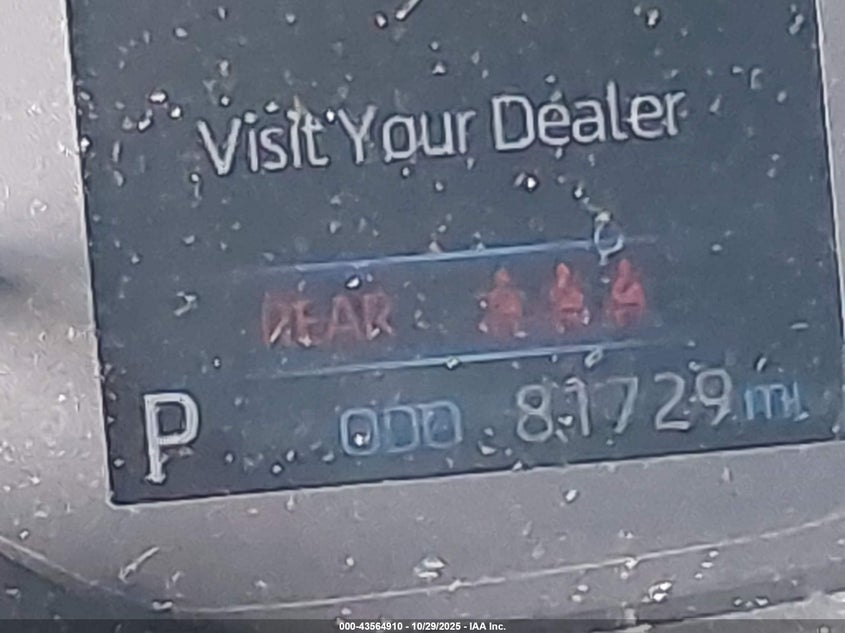 Visit Your Dealer
REAR
P ODO 81729 mi
000-43564910 - 10/29/2025 - IAA Inc.